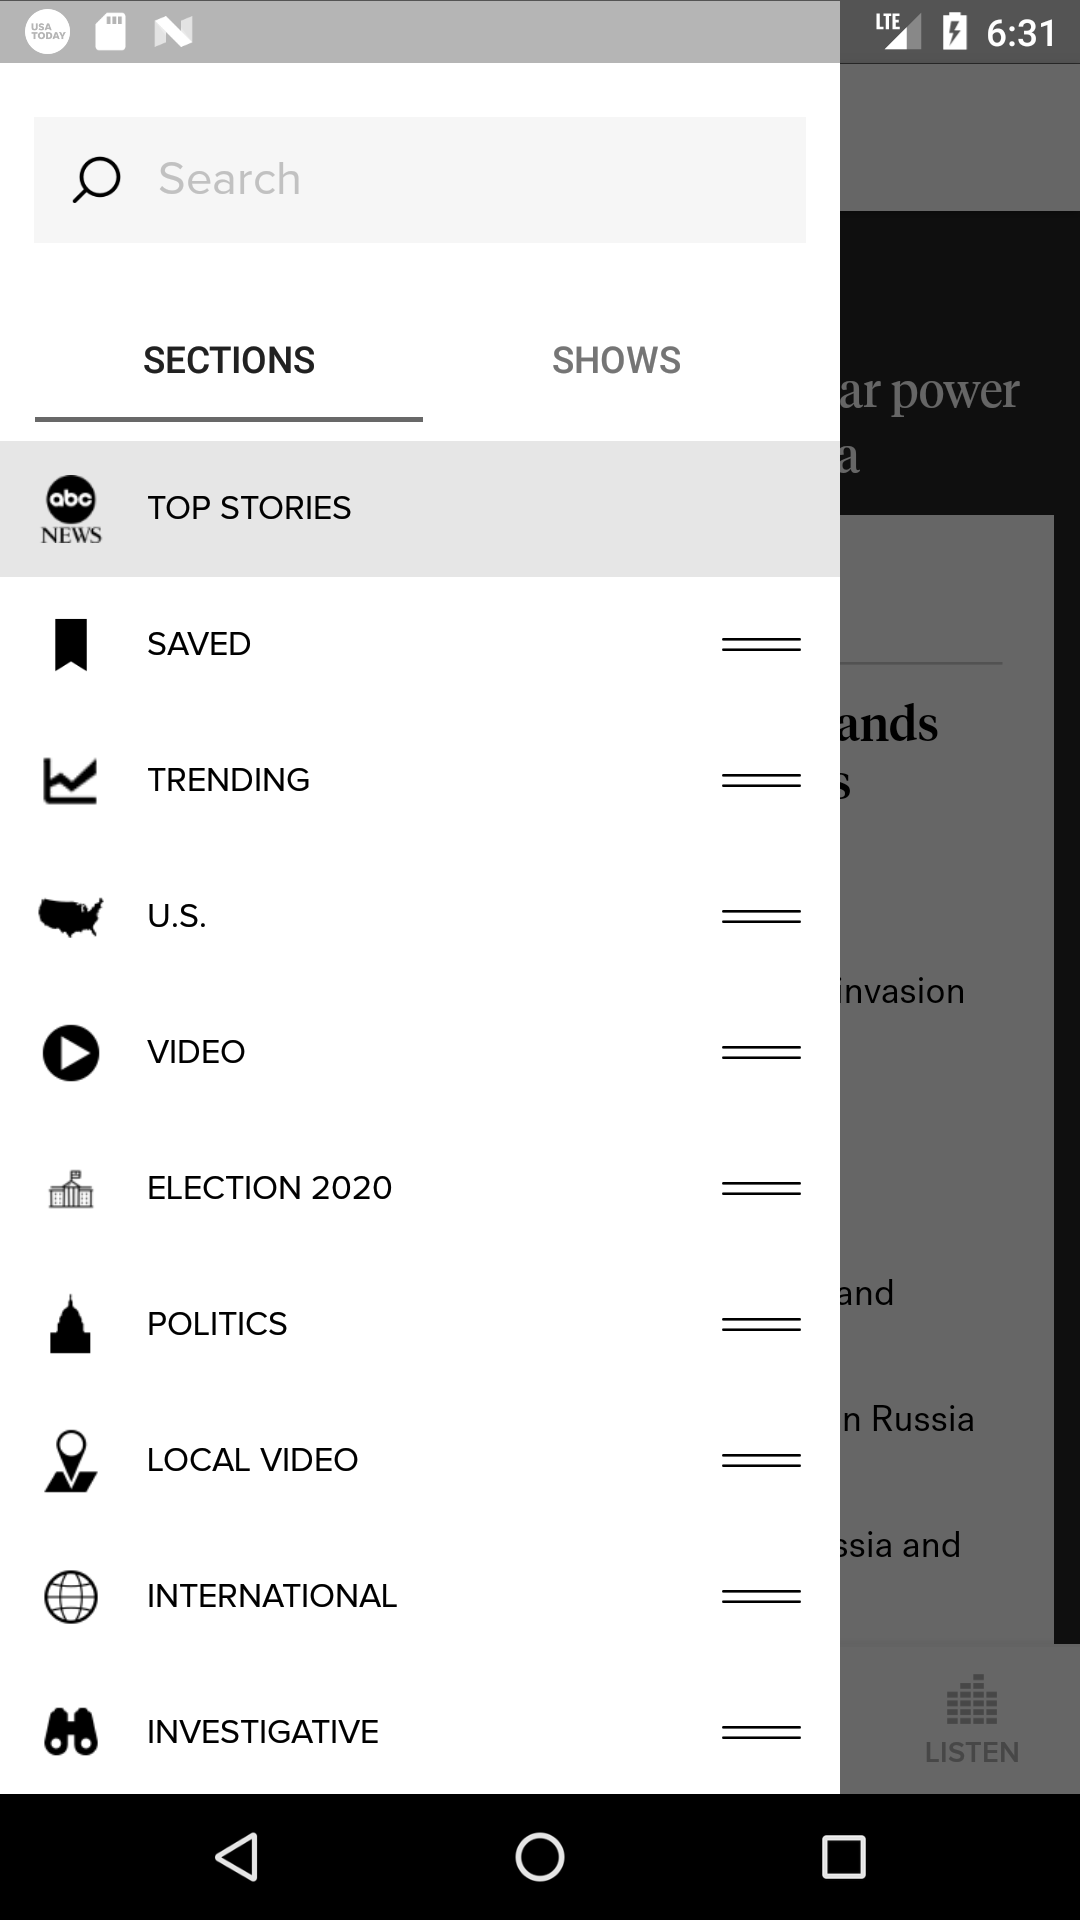 USA
TODAY
LTE
6:31
Search
SECTIONS
SHOWS
ar power
a
abc
NEWS
TOP STORIES
SAVED
ands
s
TRENDING
U.S.
invasion
VIDEO
ELECTION 2020
and
POLITICS
n Russia
LOCAL VIDEO
ssia and
INTERNATIONAL
INVESTIGATIVE
LISTEN